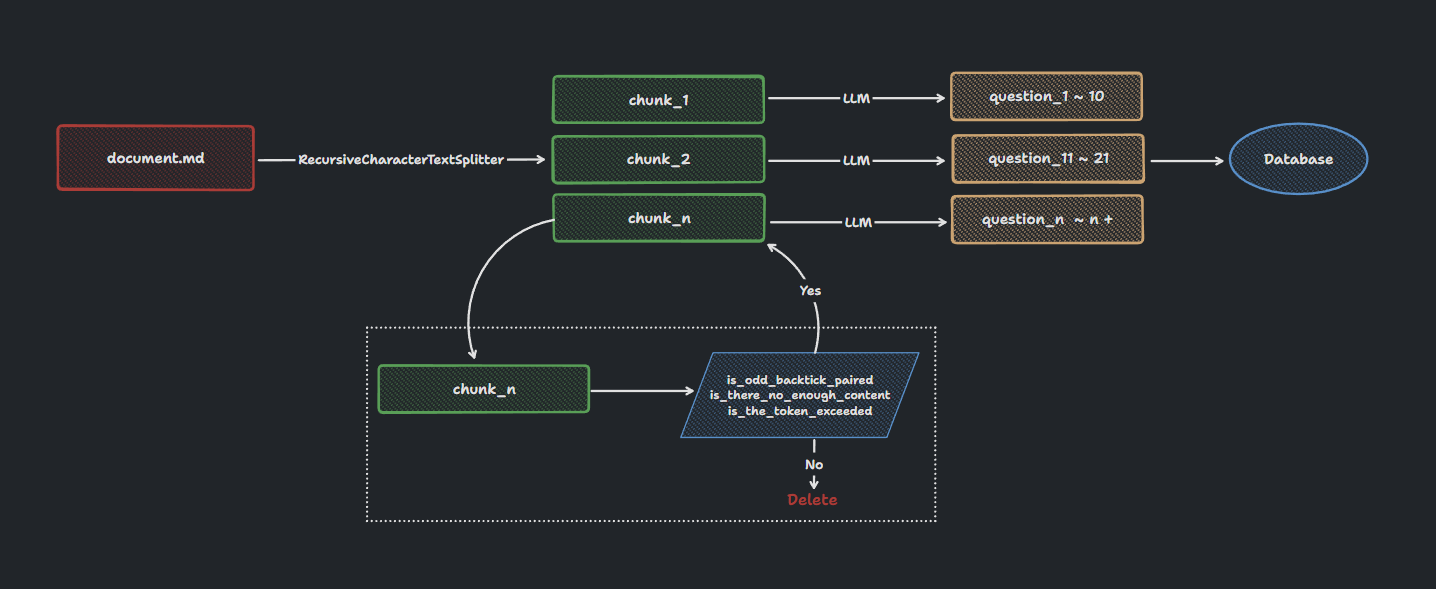 document.md
RecursiveCharacterTextSplitter
chunk_1
LLM
question_1 ~ 10
chunk_2
LLM
question_11 ~ 21
Database
chunk_n
LLM
question_n ~ n +
Yes
chunk_n
is_odd_backtick_paired
is_there_no_enough_content
is_the_token_exceeded
No
Delete